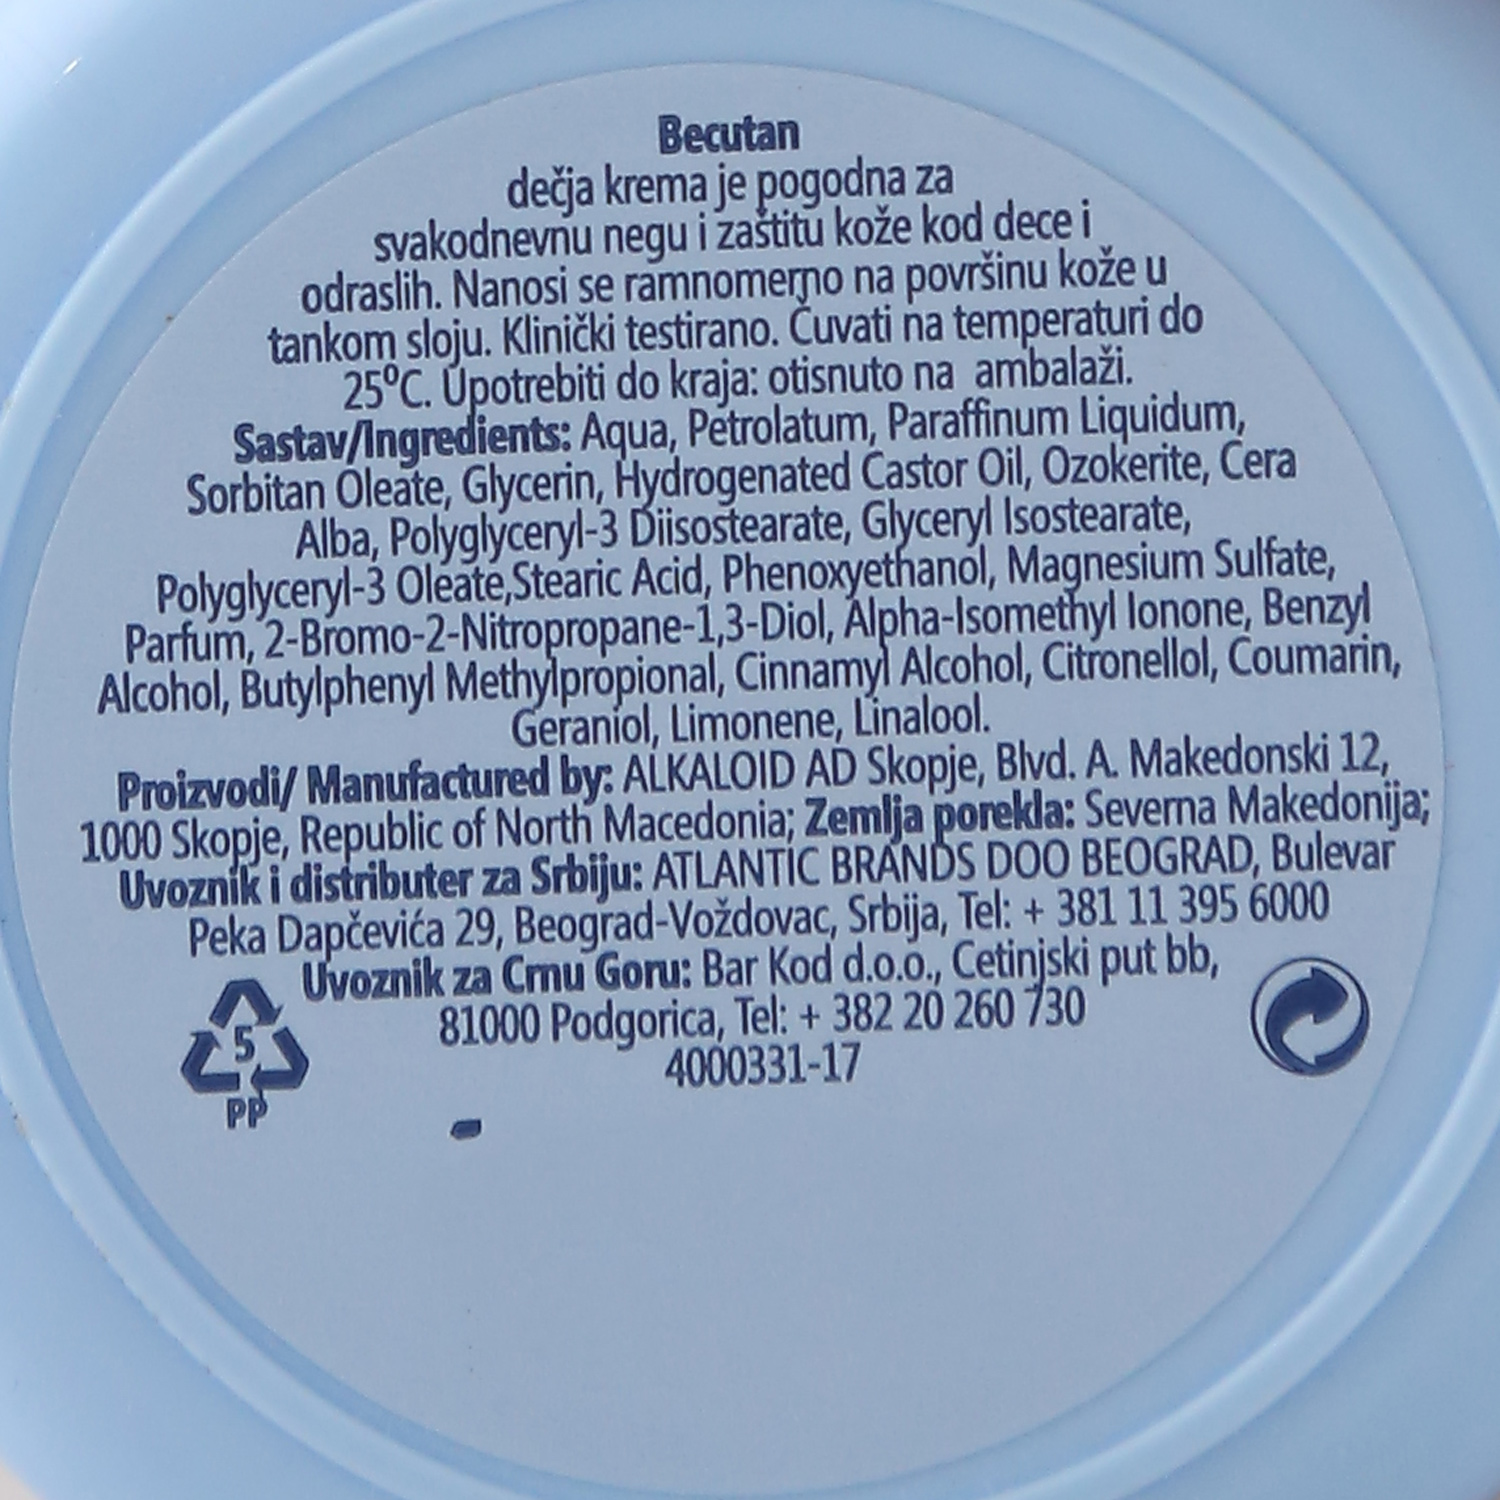 Becutan
dečja krema je pogodna za
svakodnevnu negu i zaštitu kože kod dece i
odraslih. Nanosi se ramnomerno na površinu kože u
tankom sloju. Klinički testirano. Čuvati na temperaturi do
25°C. Upotrebiti do kraja: otisnuto na ambalaži.
Sastav/Ingredients: Aqua, Petrolatum, Paraffinum Liquidum,
Sorbitan Oleate, Glycerin, Hydrogenated Castor Oil, Ozokerite, Cera
Alba, Polyglyceryl-3 Diisostearate, Glyceryl Isostearate,
Polyglyceryl-3 Oleate,Stearic Acid, Phenoxyethanol, Magnesium Sulfate,
Parfum, 2-Bromo-2-Nitropropane-1,3-Diol, Alpha-Isomethyl Ionone, Benzyl
Alcohol, Butylphenyl Methylpropional, Cinnamyl Alcohol, Citronellol, Coumarin,
Geraniol, Limonene, Linalool.
Proizvodi/ Manufactured by: ALKALOID AD Skopje, Blvd. A. Makedonski 12,
1000 Skopje, Republic of North Macedonia; Zemlja porekla: Severna Makedonija;
Uvoznik i distributer za Srbiju: ATLANTIC BRANDS DOO BEOGRAD, Bulevar
Peka Dapčevića 29, Beograd-Voždovac, Srbija, Tel: + 381 11 395 6000
Uvoznik za Crnu Goru: Bar Kod d.o.o., Cetinjski put bb,
81000 Podgorica, Tel: + 382 20 260 730
4000331-17
5
PP